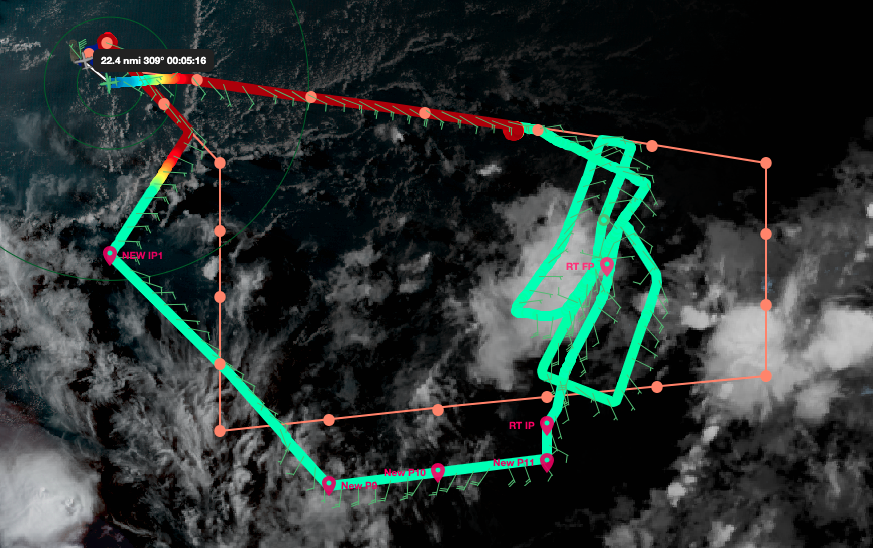 22.4 nmi 309° 00:05:16
NEW IP1
RT FP
RT IP
New P11
New P10
New P9